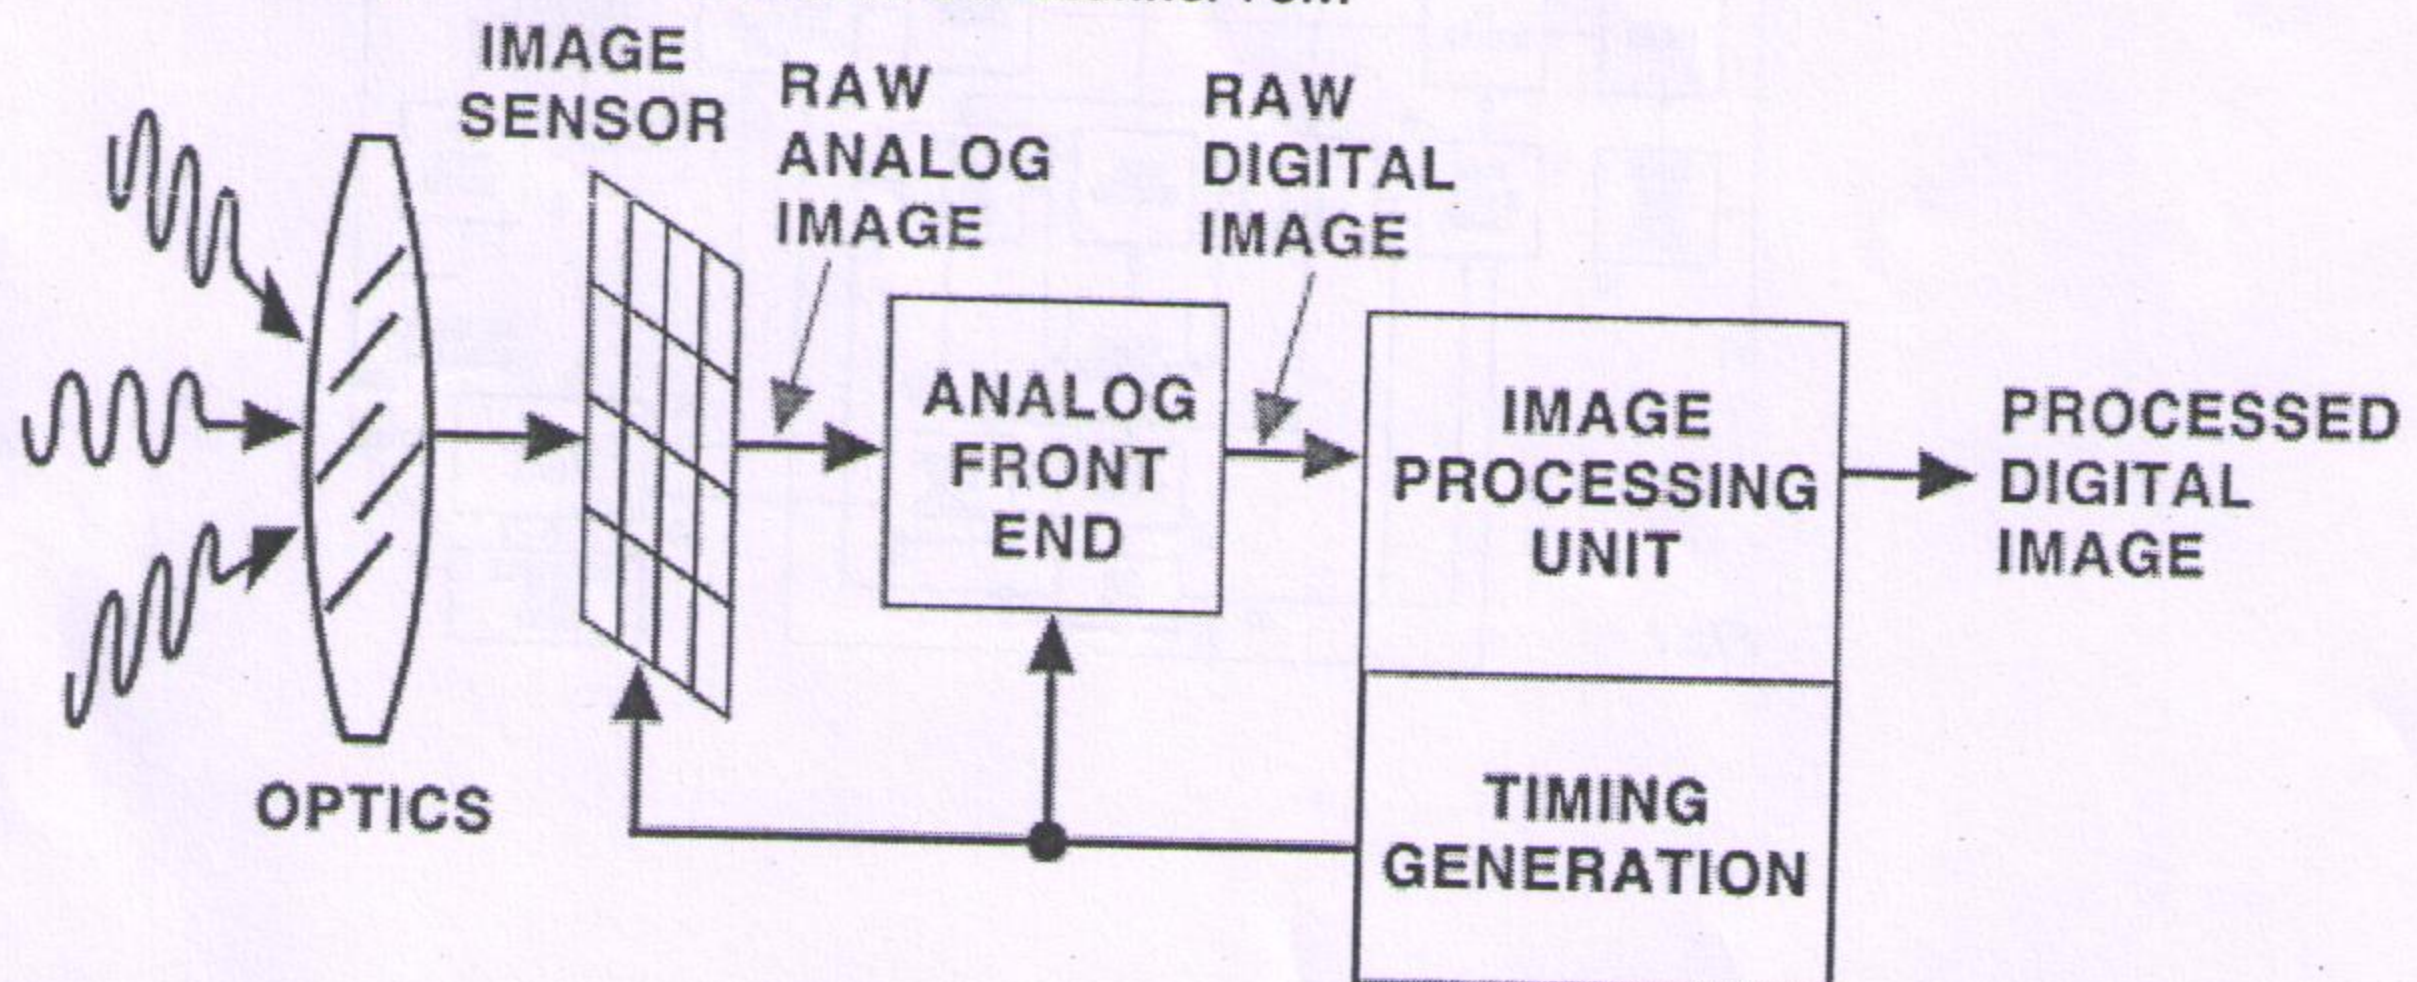 IMAGE
SENSOR
RAW
ANALOG
IMAGE
RAW
DIGITAL
IMAGE
ANALOG
FRONT
END
IMAGE
PROCESSING
UNIT
PROCESSED
DIGITAL
IMAGE
OPTICS
TIMING
GENERATION